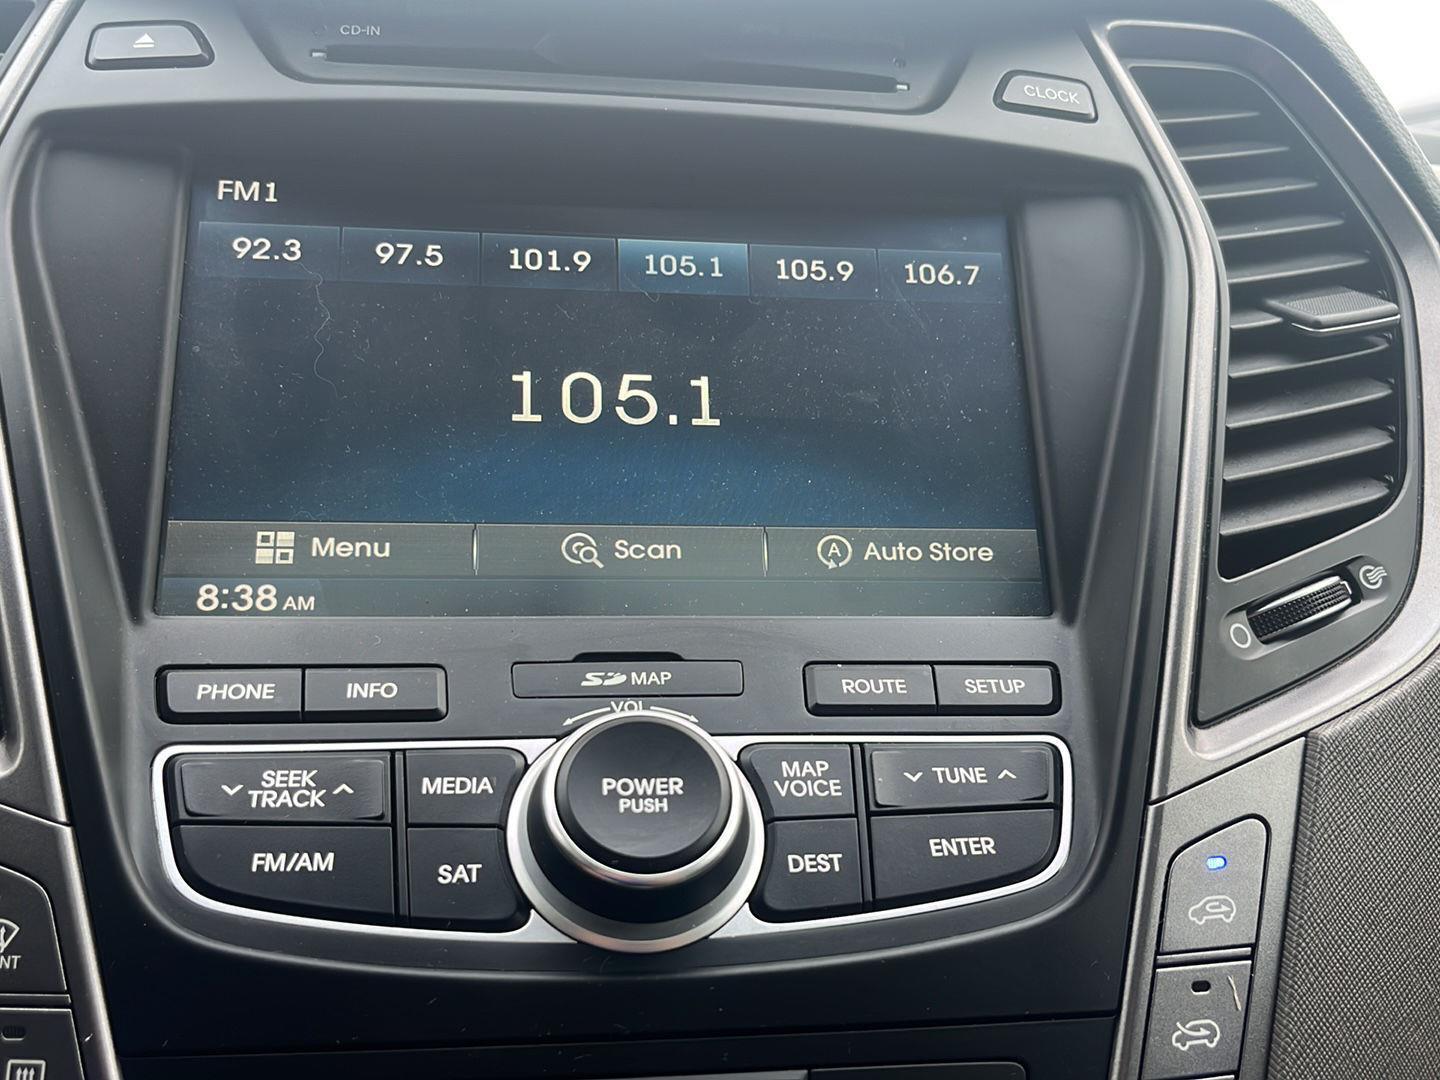 CD-IN
CLOCK
FM1
92.3 97.5 101.9 105.1 105.9 106.7
105.1
Menu Scan Auto Store
8:38 AM
PHONE INFO SD MAP ROUTE SETUP
VOL
SEEK
TRACK
MEDIA
POWER
PUSH
MAP
VOICE
TUNE
FM/AM SAT DEST ENTER